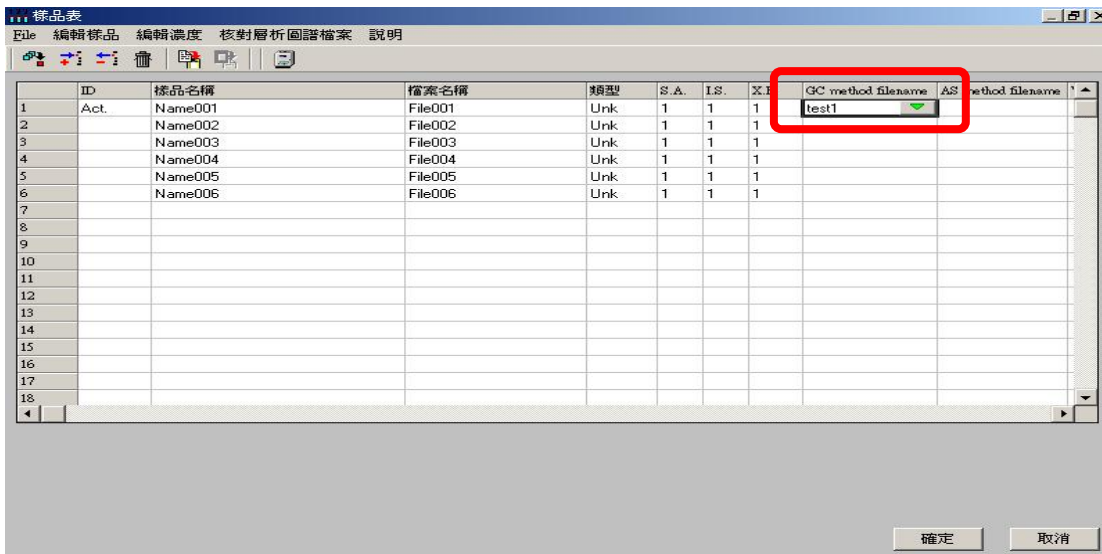 樣品表
File 編輯樣品 編輯濃度 核對層析圖譜檔案 說明
ID 樣品名稱 檔案名稱 類型 S.A. I.S. GC method filename AS method filename
1 Act. Name001 File001 Unk 1 1 1 test1
2 Name002 File002 Unk 1 1 1
3 Name003 File003 Unk 1 1 1
4 Name004 File004 Unk 1 1 1
5 Name005 File005 Unk 1 1 1
6 Name006 File006 Unk 1 1 1
7
8
9
10
11
12
13
14
15
16
17
18
確定 取消